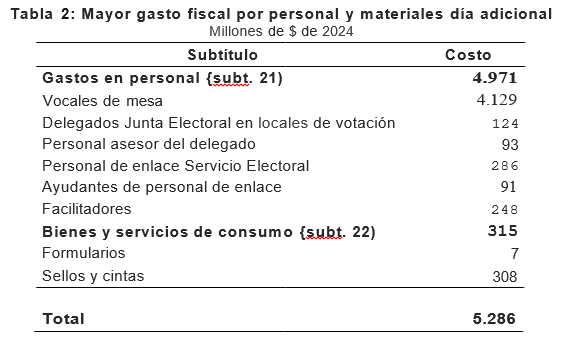 Tabla 2: Mayor gasto fiscal por personal y materiales día adicional
Millones de $ de 2024
Subtítulo Costo
Gastos en personal {subt. 21) 4.971
Vocales de mesa 4.129
Delegados Junta Electoral en locales de votación 124
Personal asesor del delegado 93
Personal de enlace Servicio Electoral 286
Ayudantes de personal de enlace 91
Facilitadores 248
Bienes y servicios de consumo {subt. 22) 315
Formularios 7
Sellos y cintas 308
Total 5.286